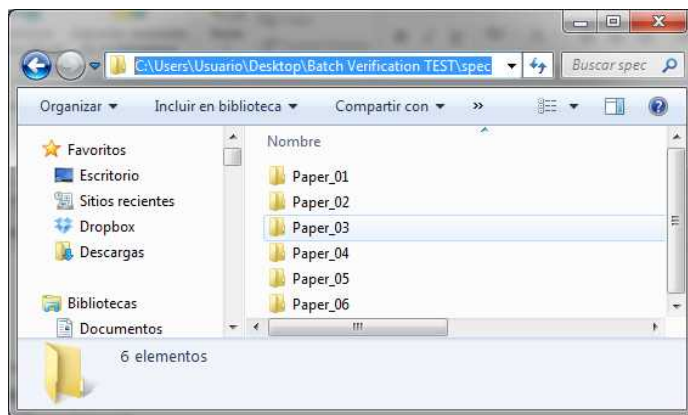 C:\Users\Usuario\Desktop\Batch Verification TEST\spec
Buscar spec
Organizar Incluir en biblioteca Compartir con »
Favoritos
Escritorio
Sitios recientes
Dropbox
Descargas
Bibliotecas
Documentos
Nombre
Paper_01
Paper_02
Paper_03
Paper_04
Paper_05
Paper_06
6 elementos